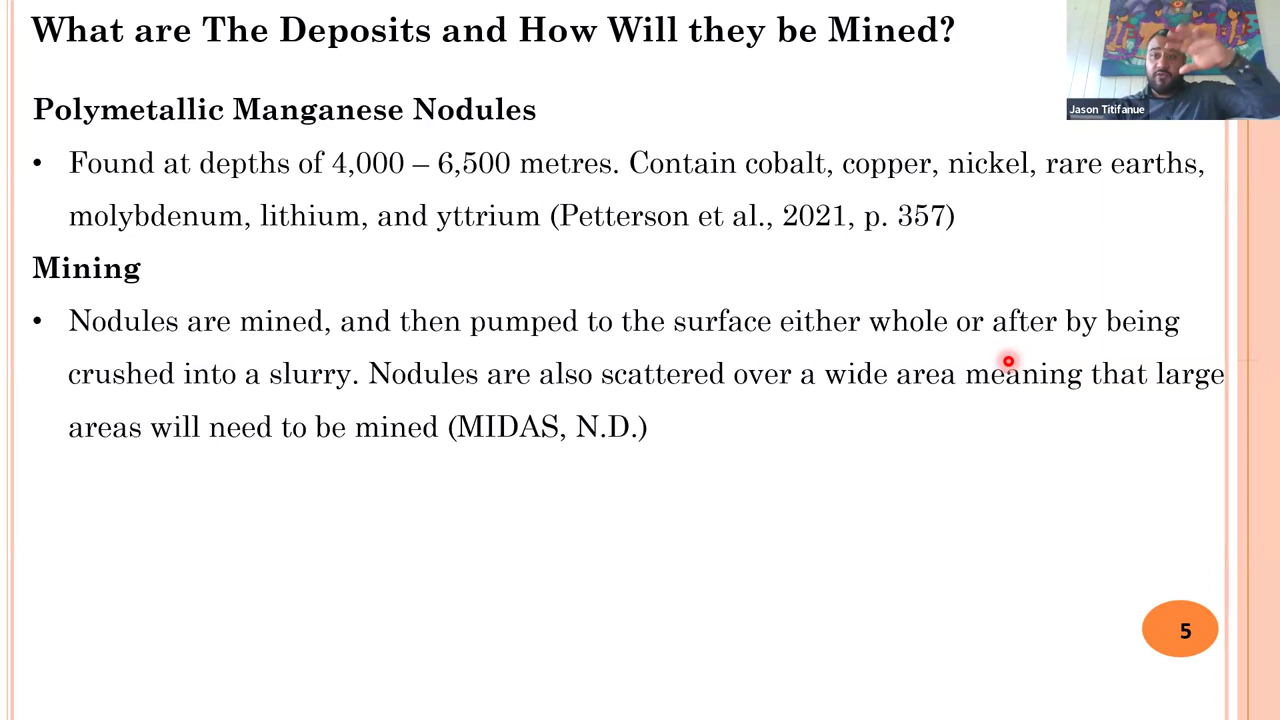 What are The Deposits and How Will they be Mined?
Jason Titifanue
Polymetallic Manganese Nodules
• Found at depths of 4,000 – 6,500 metres. Contain cobalt, copper, nickel, rare earths,
molybdenum, lithium, and yttrium (Petterson et al., 2021, p. 357)
Mining
• Nodules are mined, and then pumped to the surface either whole or after by being
crushed into a slurry. Nodules are also scattered over a wide area meaning that large
areas will need to be mined (MIDAS, N.D.)
5